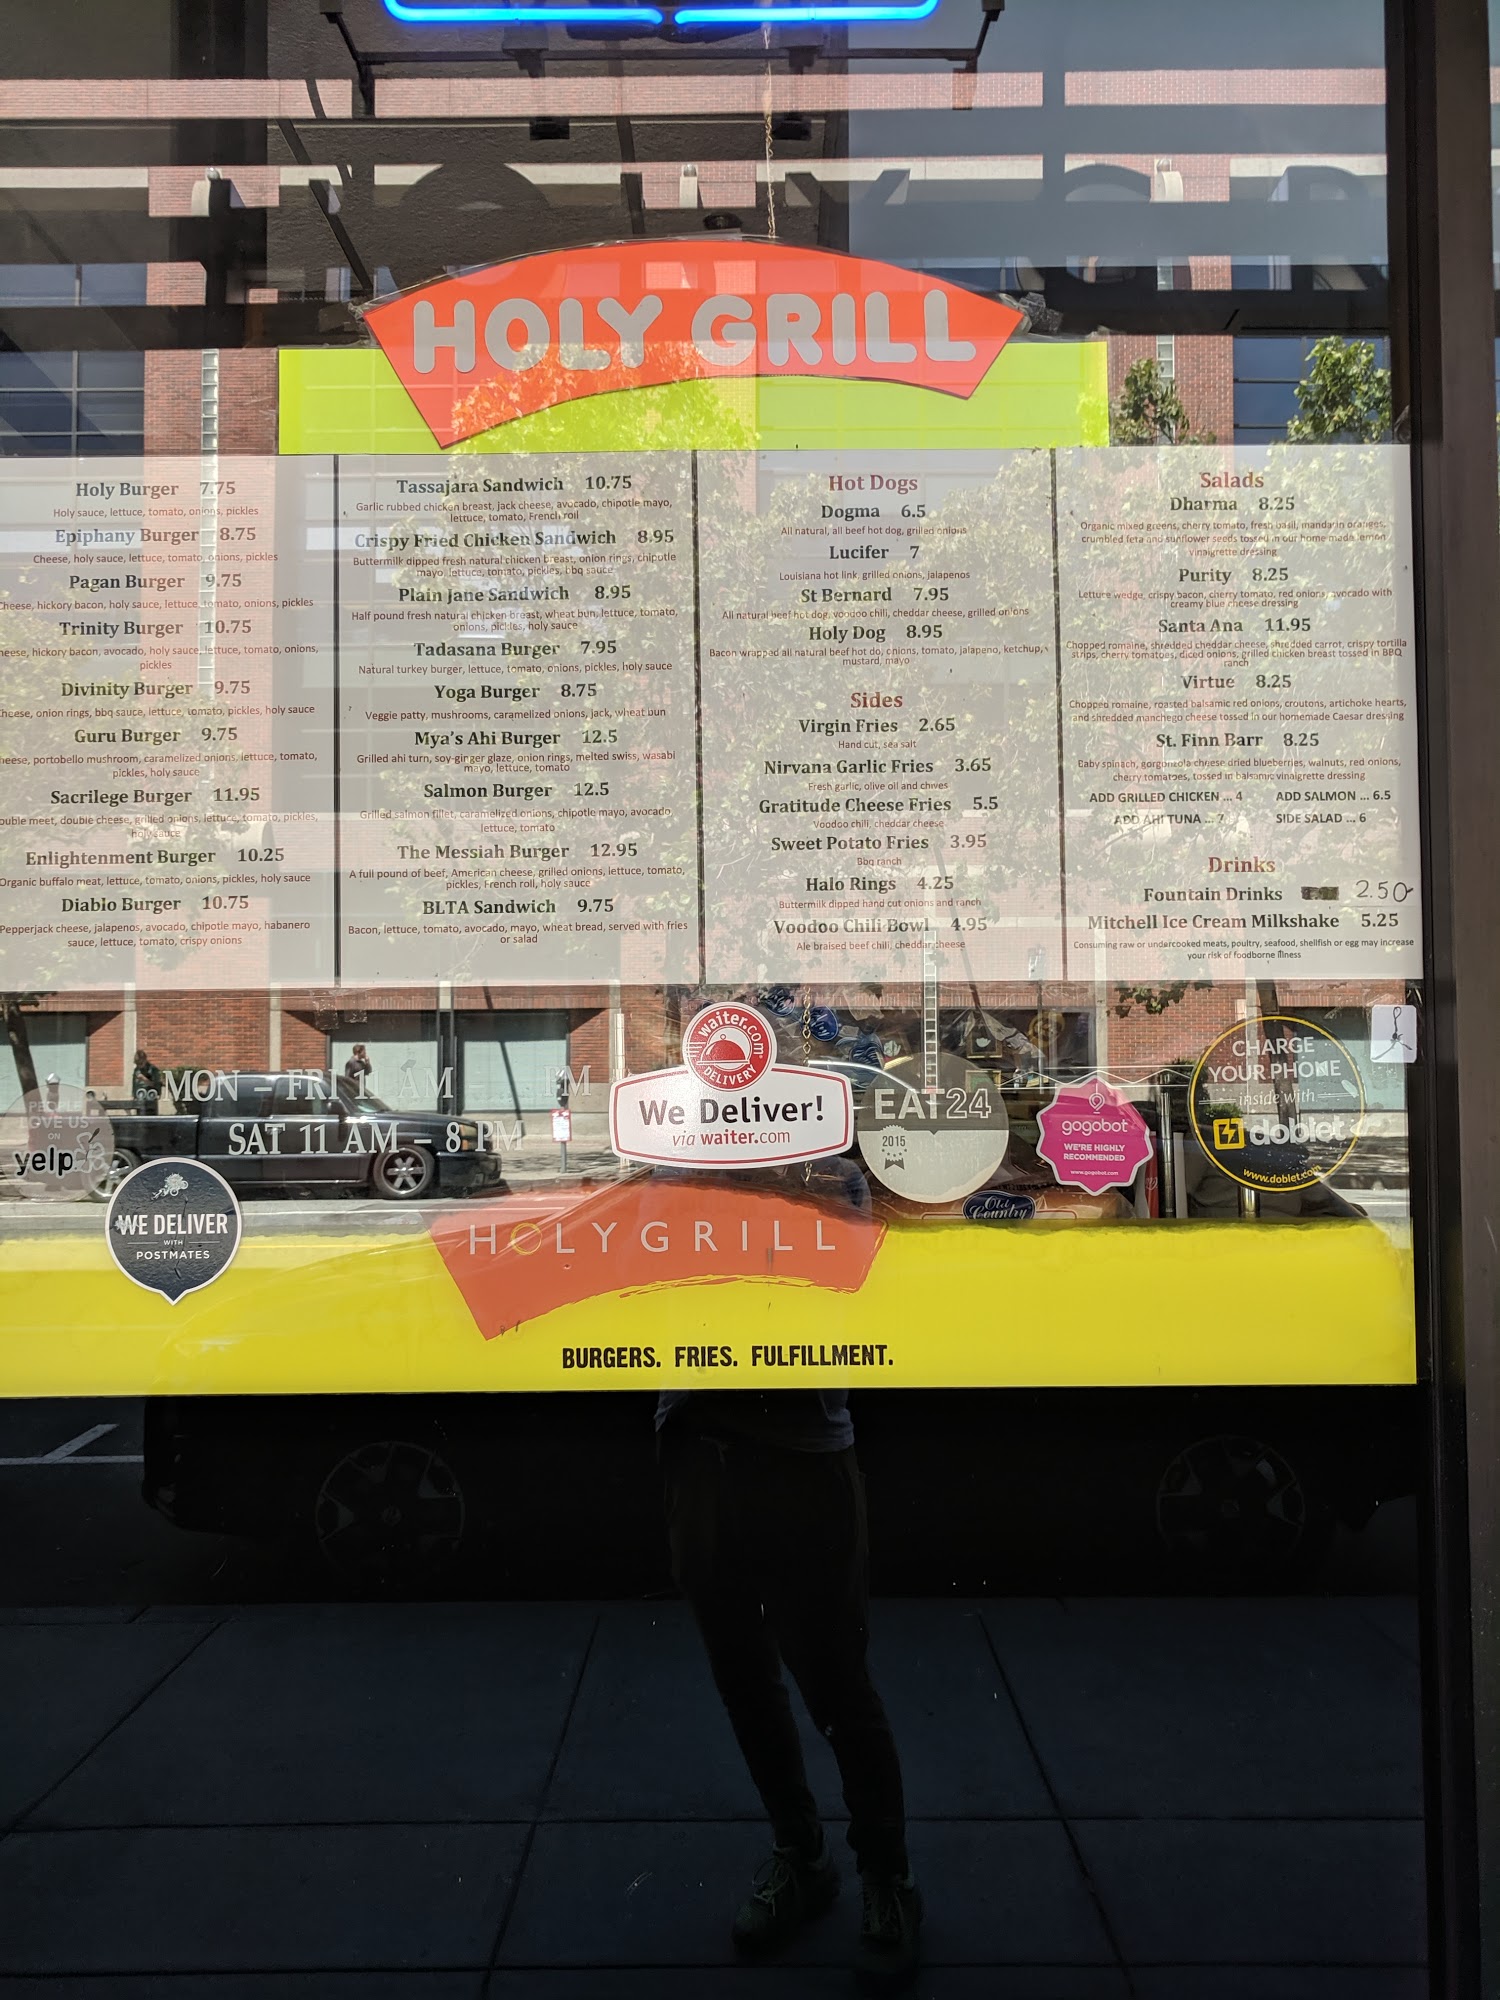 HOLY GRILL
Holy Burger 7.75
Holy sauce, lettuce, tomato, onions, pickles
Epiphany Burger 8.75
Cheese, holy sauce, lettuce, tomato, onions, pickles
Pagan Burger 9.75
Cheese, hickory bacon, holy sauce, lettuce, tomato, onions, pickles
Trinity Burger 10.75
heese, hickory bacon, avocado, holy sauce, lettuce, tomato, onions,
pickles
Divinity Burger 9.75
heese, onion rings, bbq sauce, lettuce, tomato, pickles, holy sauce
Guru Burger 9.75
heese, portobello mushroom, caramelized onions, lettuce, tomato,
pickles, holy sauce
Sacrilege Burger 11.95
ouble meet, double cheese, grilled onions, lettuce, tomato, pickles,
holy sauce
Enlightenment Burger 10.25
Organic buffalo meat, lettuce, tomato, onions, pickles, holy sauce
Diablo Burger 10.75
Pepperjack cheese, jalapenos, avocado, chipotle mayo, habanero
sauce, lettuce, tomato, crispy onions
Tassajara Sandwich 10.75
Garlic rubbed chicken breast, jack cheese, avocado, chipotle mayo,
lettuce, tomato, French roll
Crispy Fried Chicken Sandwich 8.95
Buttermilk dipped fresh natural chicken breast, onion rings, chipotle
mayo, lettuce, tomato, pickles, bbq sauce
Plain Jane Sandwich 8.95
Half pound fresh natural chicken breast, wheat bun, lettuce, tomato,
onions, pickles, holy sauce
Tadasana Burger 7.95
Natural turkey burger, lettuce, tomato, onions, pickles, holy sauce
Yoga Burger 8.75
Veggie patty, mushrooms, caramelized onions, jack, wheat bun
Mya's Ahi Burger 12.5
Grilled ahi turn, soy-ginger glaze, onion rings, melted swiss, wasabi
mayo, lettuce, tomato
Salmon Burger 12.5
Grilled salmon fillet, caramelized onions, chipotle mayo, avocado,
lettuce, tomato
The Messiah Burger 12.95
A full pound of beef, American cheese, grilled onions, lettuce, tomato,
pickles, French roll, holy sauce
BLTA Sandwich 9.75
Bacon, lettuce, tomato, avocado, mayo, wheat bread, served with fries
or salad
Hot Dogs
Dogma 6.5
All natural, all beef hot dog, grilled onions
Lucifer 7
Louisiana hot link, grilled onions, jalapenos
St Bernard 7.95
All natural beef hot dog, voodoo chili, cheddar cheese, grilled onions
Holy Dog 8.95
Bacon wrapped all natural beef hot do, onions, tomato, jalapeno, ketchup,
mustard, mayo
Sides
Virgin Fries 2.65
Hand cut, sea salt
Nirvana Garlic Fries 3.65
Fresh garlic, olive oil and chives
Gratitude Cheese Fries 5.5
Voodoo chili, cheddar cheese
Sweet Potato Fries 3.95
Bbq ranch
Halo Rings 4.25
Buttermilk dipped hand cut onions and ranch
Voodoo Chili Bowl 4.95
Ale braised beef chili, cheddar cheese
Salads
Dharma 8.25
Organic mixed greens, cherry tomato, fresh basil, mandarin oranges,
crumbled feta and sunflower seeds tossed in our home made lemon
vinaigrette dressing
Purity 8.25
Lettuce wedge, crispy bacon, cherry tomato, red onions, avocado with
creamy blue cheese dressing
Santa Ana 11.95
Chopped romaine, shredded cheddar cheese, shredded carrot, crispy tortilla
strips, cherry tomatoes, diced onions, grilled chicken breast tossed in BBQ
ranch
Virtue 8.25
Chopped romaine, roasted balsamic red onions, croutons, artichoke hearts,
and shredded manchego cheese tossed in our homemade Caesar dressing
St. Finn Barr 8.25
Baby spinach, gorgonzola cheese dried blueberries, walnuts, red onions,
cherry tomatoes, tossed in balsamic vinaigrette dressing
ADD GRILLED CHICKEN ... 4 ADD SALMON ... 6.5
ADD AHI TUNA ... 7 SIDE SALAD ... 6
Drinks
Fountain Drinks 2.50
Mitchell Ice Cream Milkshake 5.25
Consuming raw or undercooked meats, poultry, seafood, shellfish or egg may increase
your risk of foodborne illness
MON - FRI 11 AM PM
SAT 11 AM - 8 PM
PEOPLE
LOVE US
ON
yelp
WE DELIVER
WITH
POSTMATES
waiter.com
DELIVERY
We Deliver!
via waiter.com
EAT24
2015
gogobot
WE'RE HIGHLY
RECOMMENDED
www.gogobot.com
CHARGE
YOUR PHONE
inside with
doblet
www.doblet.com
Old
Country
HOLY GRILL
BURGERS. FRIES. FULFILLMENT.